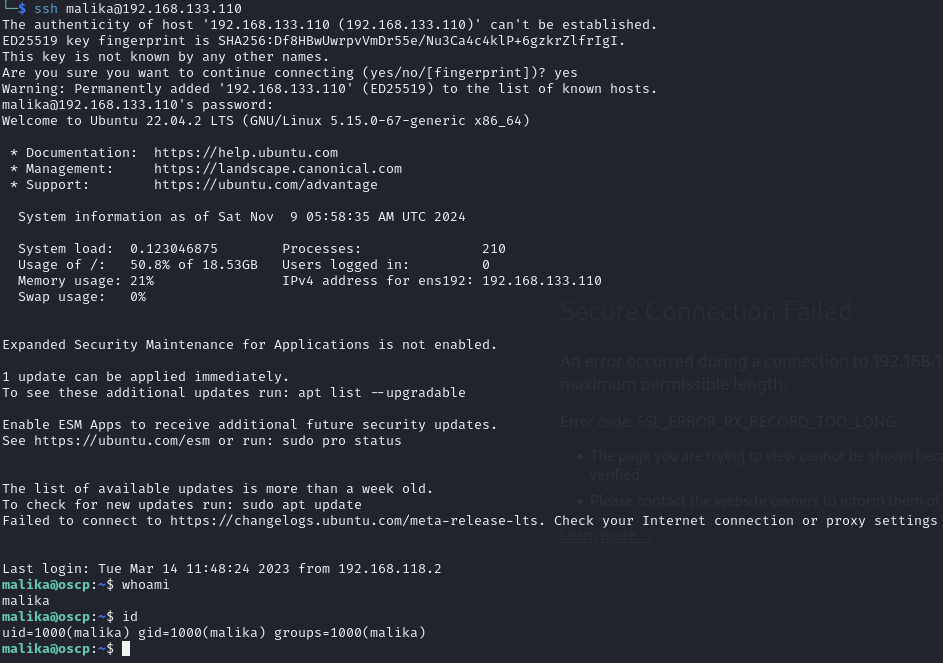 └─$ ssh malika@192.168.133.110
The authenticity of host '192.168.133.110 (192.168.133.110)' can't be established.
ED25519 key fingerprint is SHA256:Df8HBwUwrpvVmDr55e/Nu3Ca4c4klP+6gzkrZlfrIgI.
This key is not known by any other names.
Are you sure you want to continue connecting (yes/no/[fingerprint])? yes
Warning: Permanently added '192.168.133.110' (ED25519) to the list of known hosts.
malika@192.168.133.110's password:
Welcome to Ubuntu 22.04.2 LTS (GNU/Linux 5.15.0-67-generic x86_64)

 * Documentation:  https://help.ubuntu.com
 * Management:     https://landscape.canonical.com
 * Support:        https://ubuntu.com/advantage

  System information as of Sat Nov  9 05:58:35 AM UTC 2024

  System load:  0.123046875        Processes:               210
  Usage of /:   50.8% of 18.53GB   Users logged in:         0
  Memory usage: 21%                IPv4 address for ens192: 192.168.133.110
  Swap usage:   0%

Secure Connection Failed
Expanded Security Maintenance for Applications is not enabled.
An error occurred during a connection to 192.168.1
1 update can be applied immediately.
maximum permissible length.
To see these additional updates run: apt list --upgradable

Error code: SSL_ERROR_RX_RECORD_TOO_LONG
Enable ESM Apps to receive additional future security updates.
See https://ubuntu.com/esm or run: sudo pro status
• The page you are trying to view cannot be shown beca
verified.

The list of available updates is more than a week old.
• Please contact the website owners to inform them of
To check for new updates run: sudo apt update
Failed to connect to https://changelogs.ubuntu.com/meta-release-lts. Check your Internet connection or proxy settings
Learn more…

Last login: Tue Mar 14 11:48:24 2023 from 192.168.118.2
malika@oscp:~$ whoami
malika
malika@oscp:~$ id
uid=1000(malika) gid=1000(malika) groups=1000(malika)
malika@oscp:~$